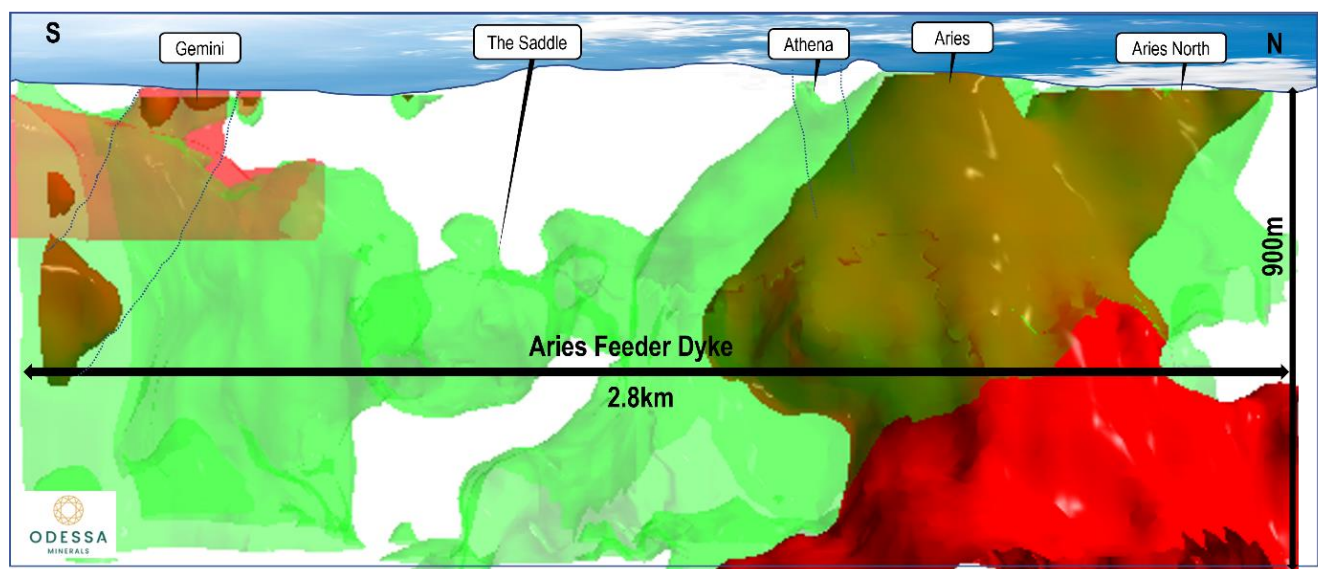 S
Gemini
The Saddle
Athena
Aries
Aries North
N
900m
Aries Feeder Dyke
2.8km
ODESSA
MINERALS